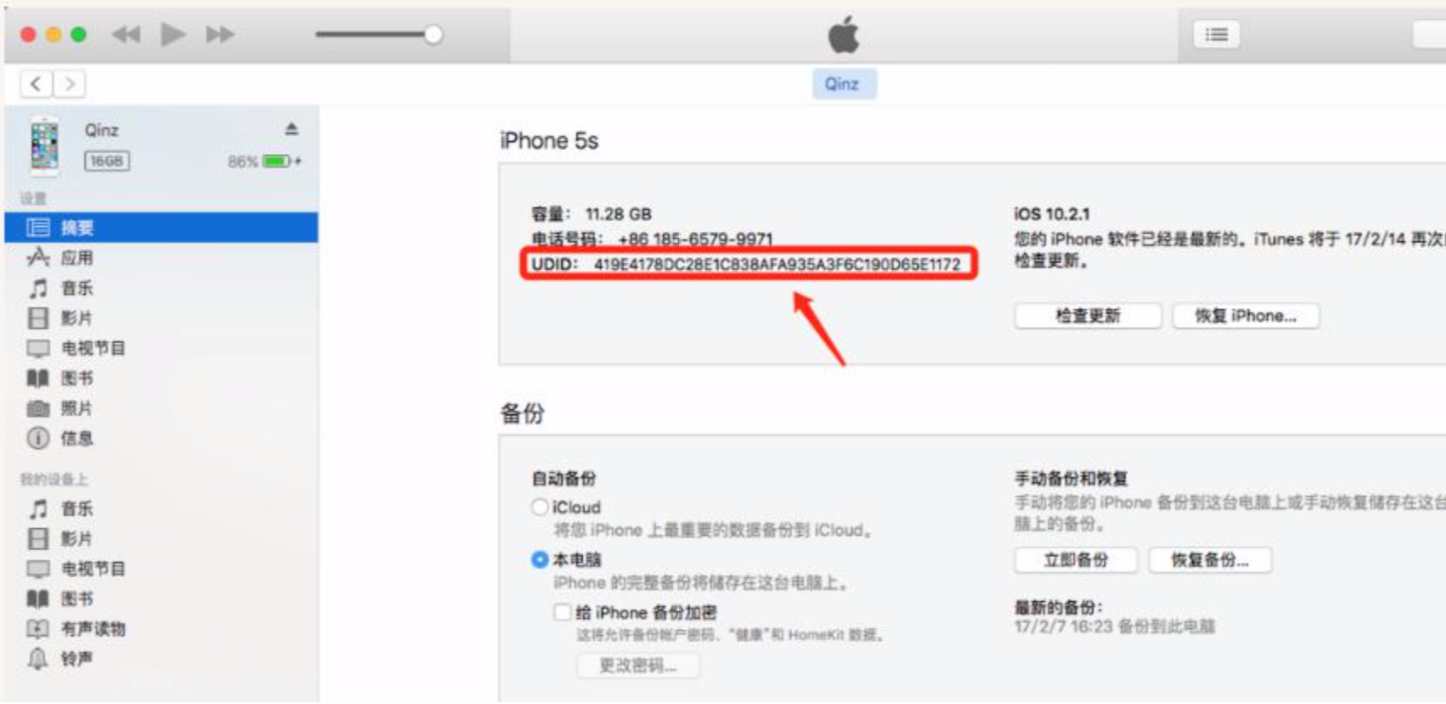 Qinz
Qinz
16GB
86%
设置
摘要
应用
音乐
影片
电视节目
图书
照片
信息
我的设备上
音乐
影片
电视节目
图书
有声读物
铃声
iPhone 5s
容量： 11.28 GB
电话号码： +86 185-6579-9971
UDID： 419E4178DC28E1C838AFA935A3F6C190D65E1172
iOS 10.2.1
您的 iPhone 软件已经是最新的。iTunes 将于 17/2/14 再次
检查更新。
检查更新
恢复 iPhone...
备份
自动备份
iCloud
将您 iPhone 上最重要的数据备份到 iCloud。
本电脑
iPhone 的完整备份将储存在这台电脑上。
给 iPhone 备份加密
这将允许备份帐户密码、“健康”和 HomeKit 数据。
更改密码...
手动备份和恢复
手动将您的 iPhone 备份到这台电脑上或手动恢复储存在这台
脑上的备份。
立即备份
恢复备份...
最新的备份：
17/2/7 16:23 备份到此电脑